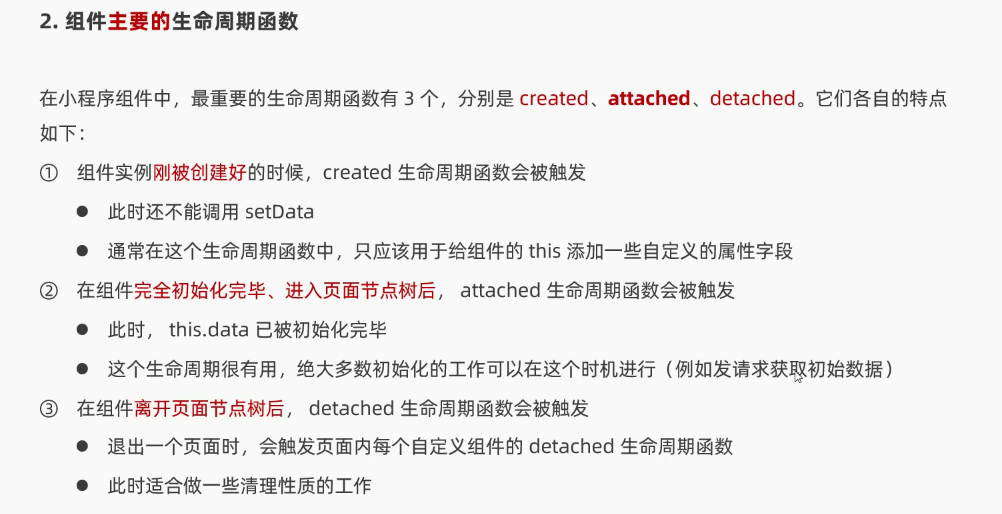 2. 组件主要的生命周期函数
在小程序组件中，最重要的生命周期函数有 3 个，分别是 created、attached、detached。它们各自的特点
如下：
① 组件实例刚被创建好的时候，created 生命周期函数会被触发
● 此时还不能调用 setData
● 通常在这个生命周期函数中，只应该用于给组件的 this 添加一些自定义的属性字段
② 在组件完全初始化完毕、进入页面节点树后， attached 生命周期函数会被触发
● 此时， this.data 已被初始化完毕
● 这个生命周期很有用，绝大多数初始化的工作可以在这个时机进行（例如发请求获取初始数据）
③ 在组件离开页面节点树后， detached 生命周期函数会被触发
● 退出一个页面时，会触发页面内每个自定义组件的 detached 生命周期函数
● 此时适合做一些清理性质的工作